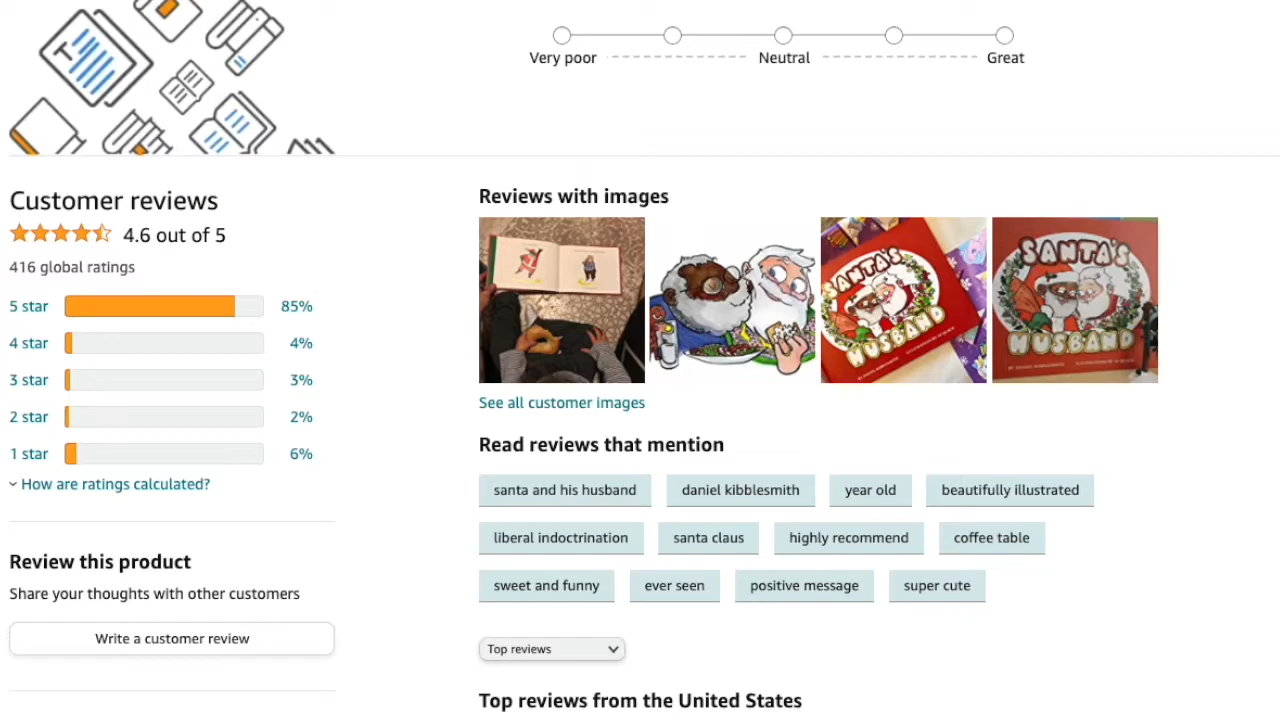 Very poor
Neutral
Great
Customer reviews
4.6 out of 5
416 global ratings
5 star 85%
4 star 4%
3 star 3%
2 star 2%
1 star 6%
How are ratings calculated?
Review this product
Share your thoughts with other customers
Write a customer review
Reviews with images
SANTA'S
HUSBAND
SANTA'S
HUSBAND
See all customer images
Read reviews that mention
santa and his husband
daniel kibblesmith
year old
beautifully illustrated
liberal indoctrination
santa claus
highly recommend
coffee table
sweet and funny
ever seen
positive message
super cute
Top reviews
Top reviews from the United States